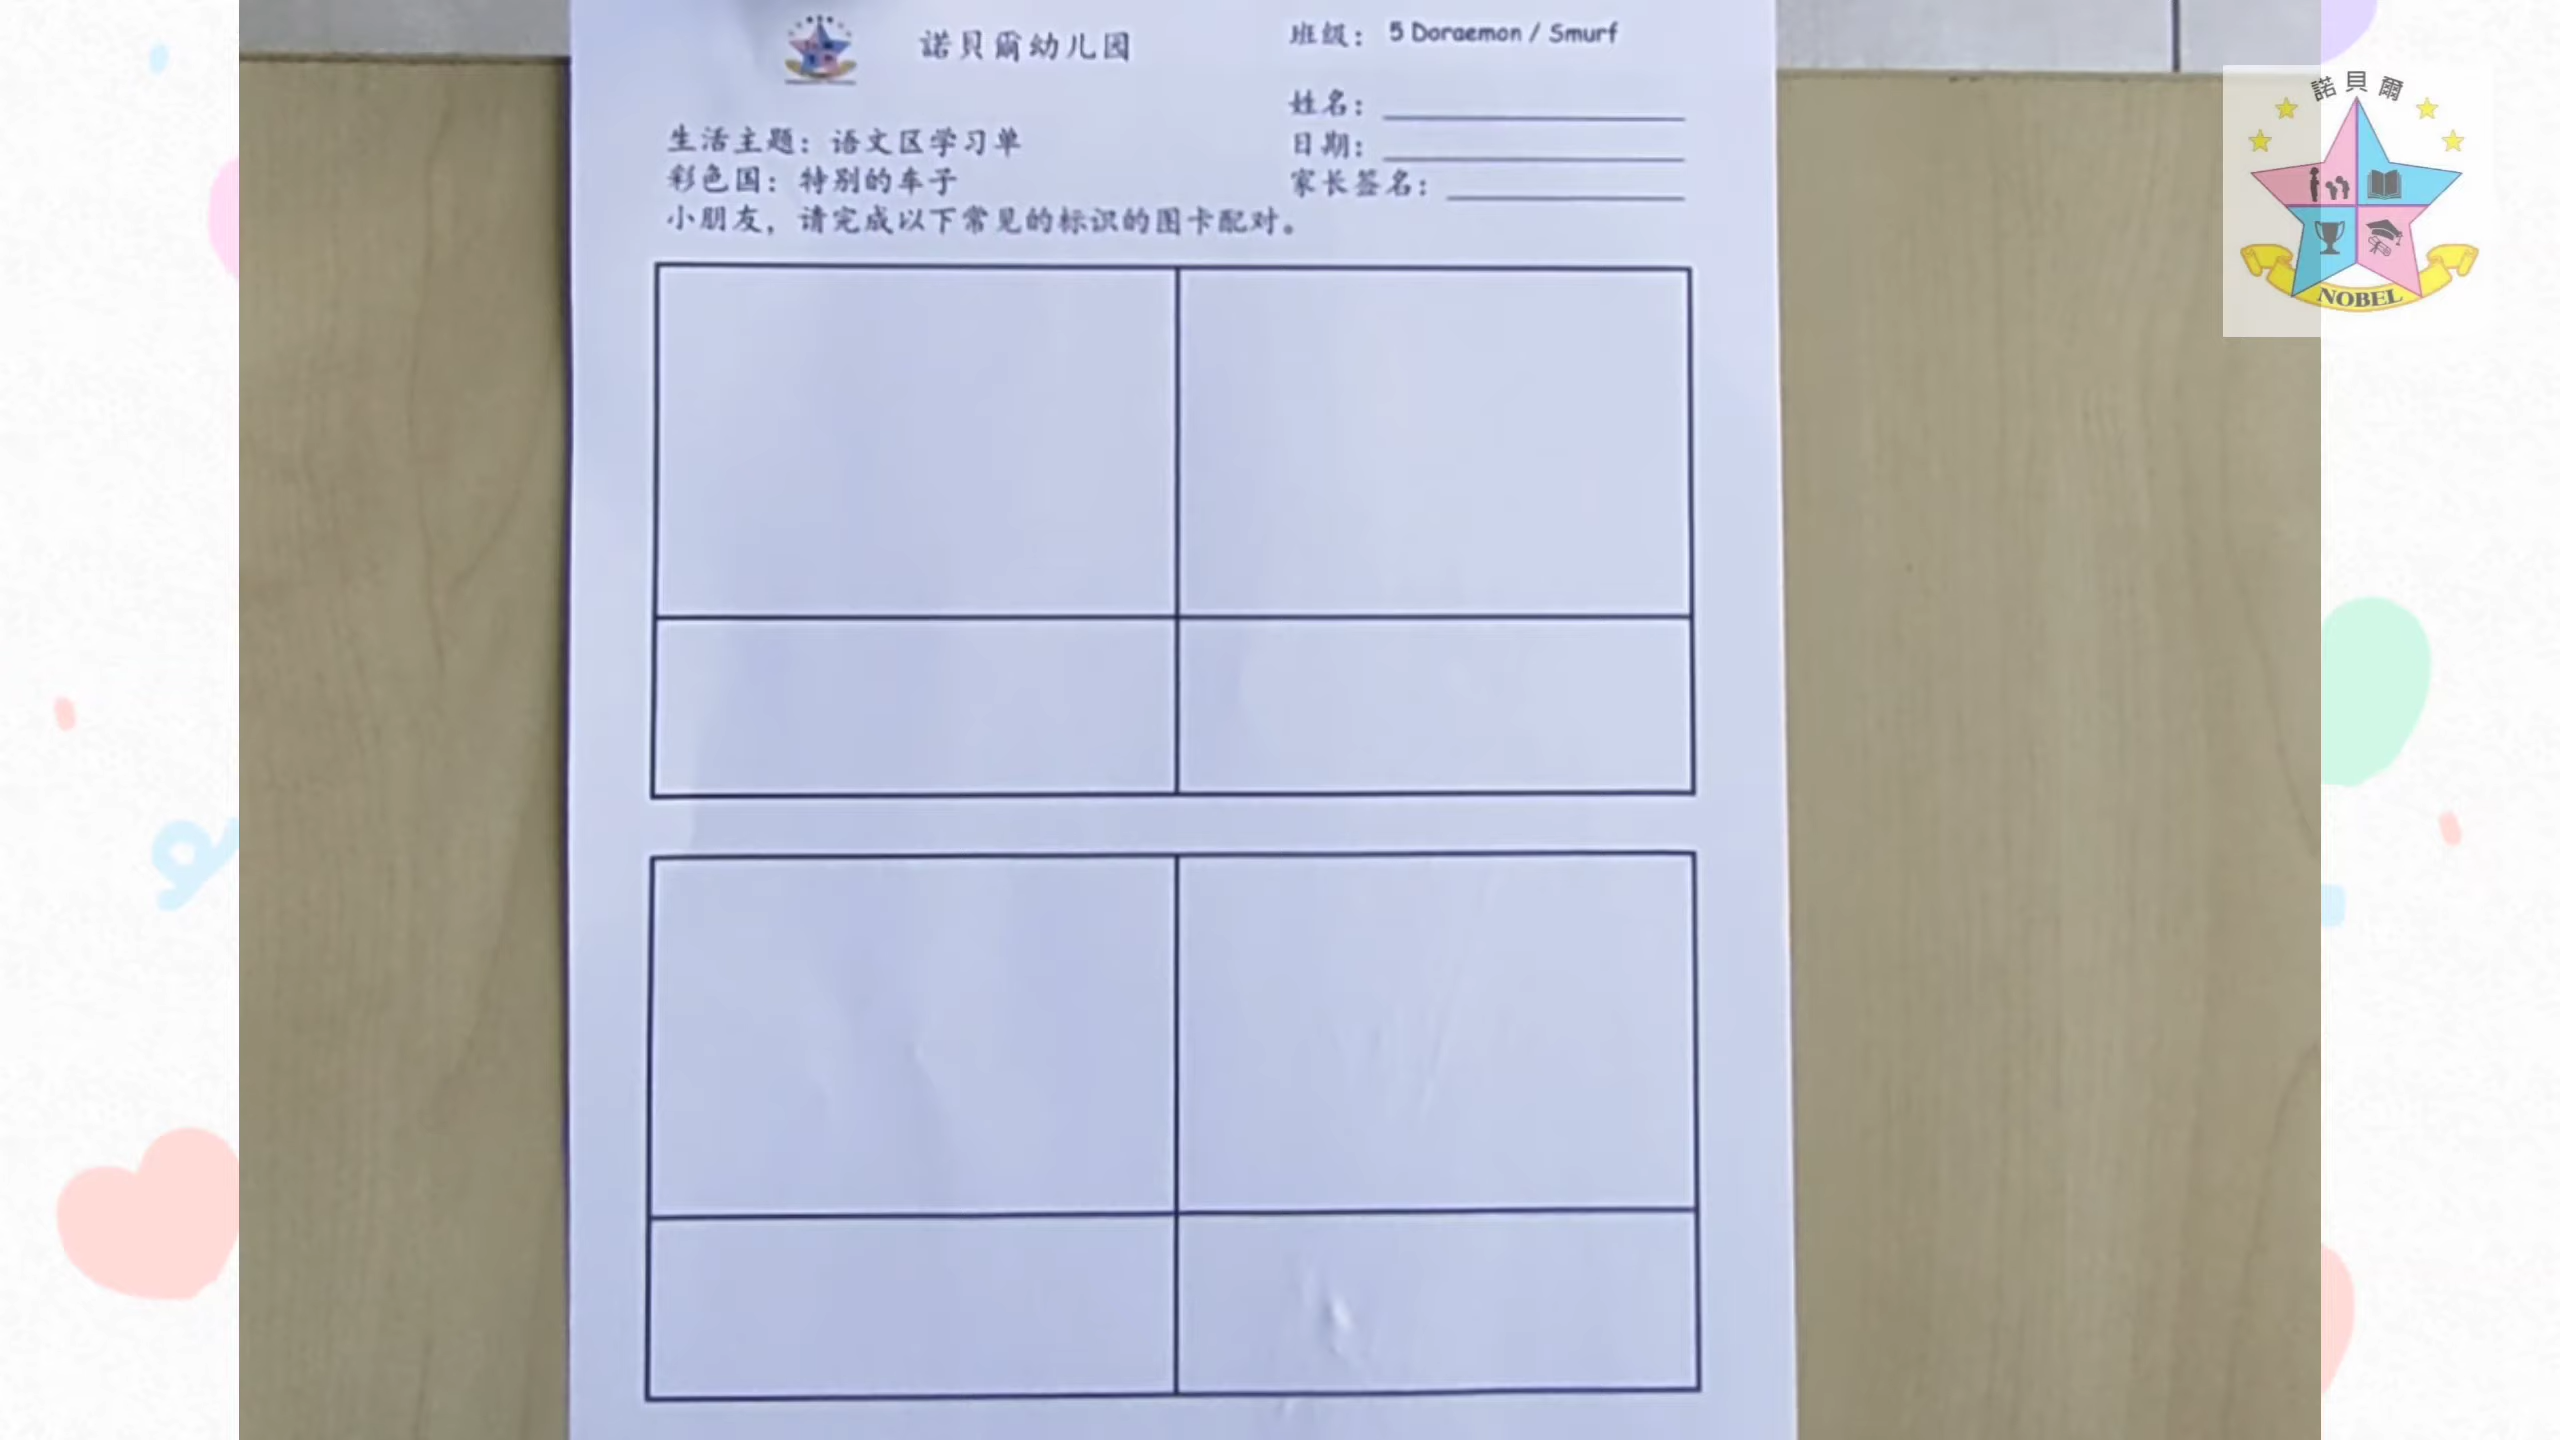 諾貝爾幼儿园
班级： 5 Doraemon / Smurf
姓名：
日期：
家长签名：
生活主题：语文区学习单
彩色国：特别的车子
小朋友，请完成以下常见的标识的图卡配对。
諾貝爾
NOBEL